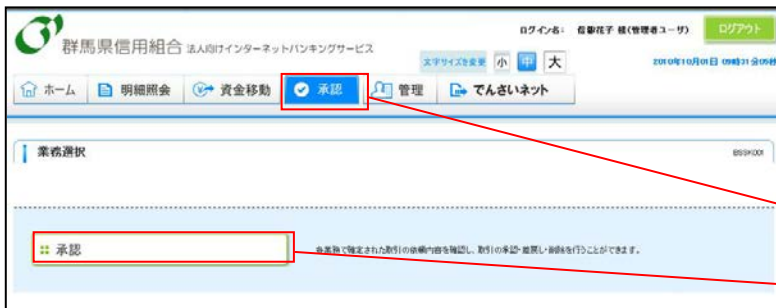 群馬県信用組合 法人向けインターネットバンキングサービス
ログイン名: 信組花子 様(管理者ユーザ)
ログアウト
文字サイズを変更 小 中 大
2010年10月01日 09時31分09秒
ホーム 明細照会 資金移動 承認 管理 でんさいネット
業務選択
BSSK001
承認
各業務で確定された取引の依頼内容を確認し、取引の承認・差戻し・削除を行うことができます。